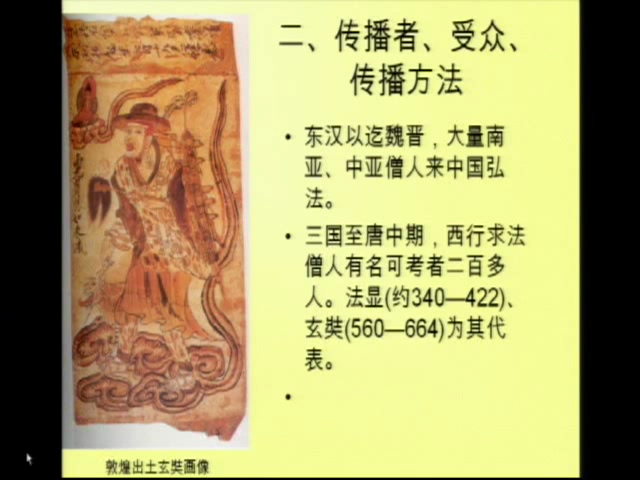 二、传播者、受众、
传播方法
• 东汉以迄魏晋，大量南
亚、中亚僧人来中国弘
法。
• 三国至唐中期，西行求法
僧人有名可考者二百多
人。法显(约340—422)、
玄奘(560—664)为其代
表。
•
敦煌出土玄奘画像